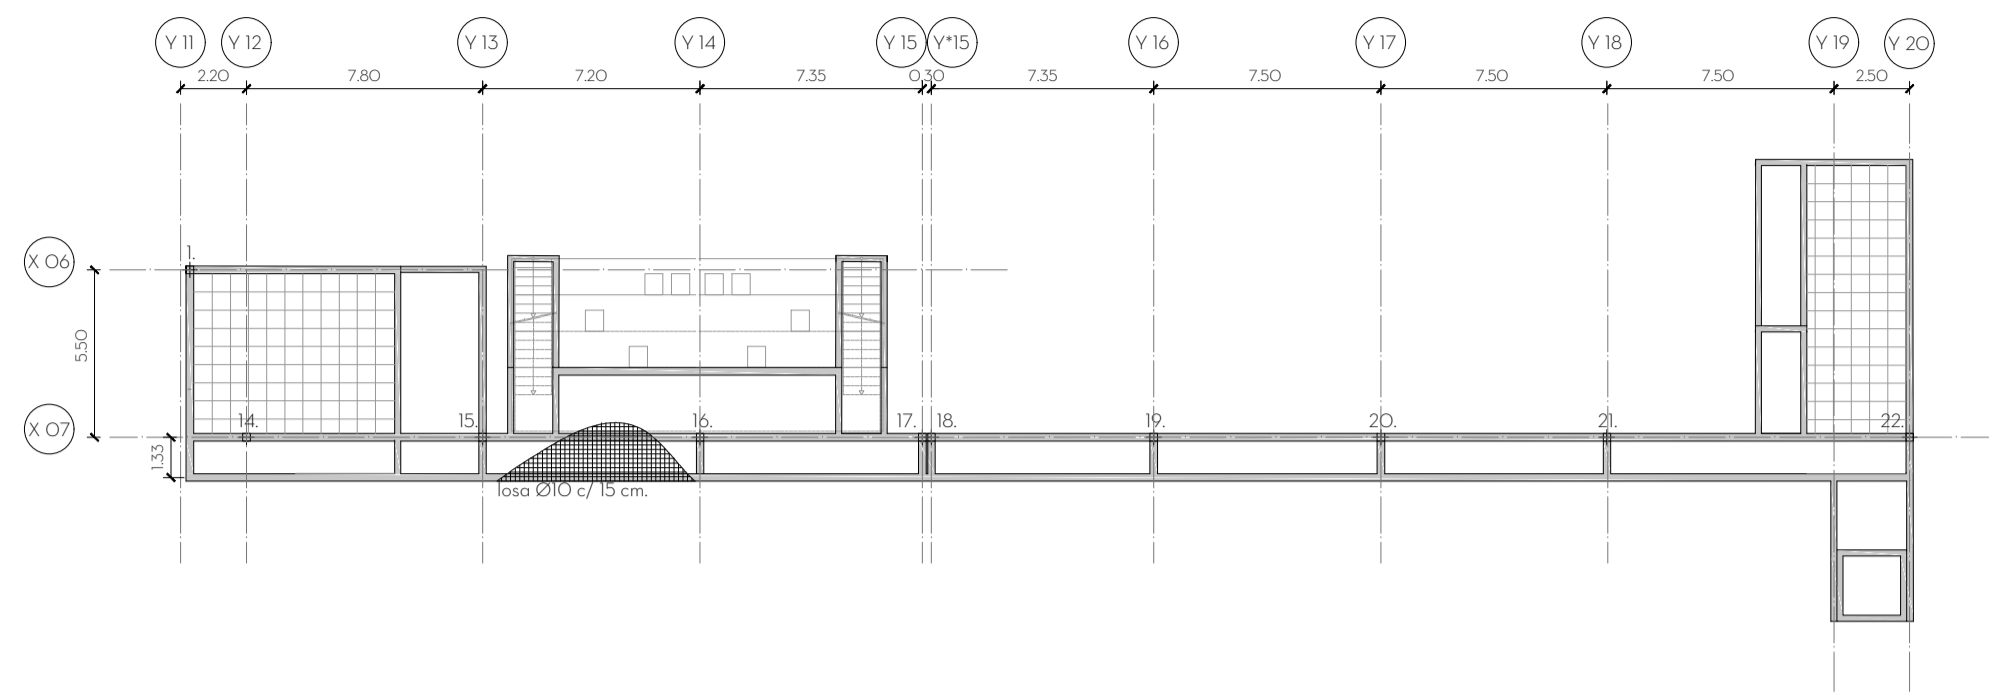 Y 11 Y 12 Y 13 Y 14 Y 15 Y*15 Y 16 Y 17 Y 18 Y 19 Y 20
2.20 7.80 7.20 7.35 0.30 7.35 7.50 7.50 7.50 2.50
1.
X 06
5.50
X 07
14. 15. 16. 17. 18. 19. 20. 21. 22.
1.33
losa Ø10 c/ 15 cm.